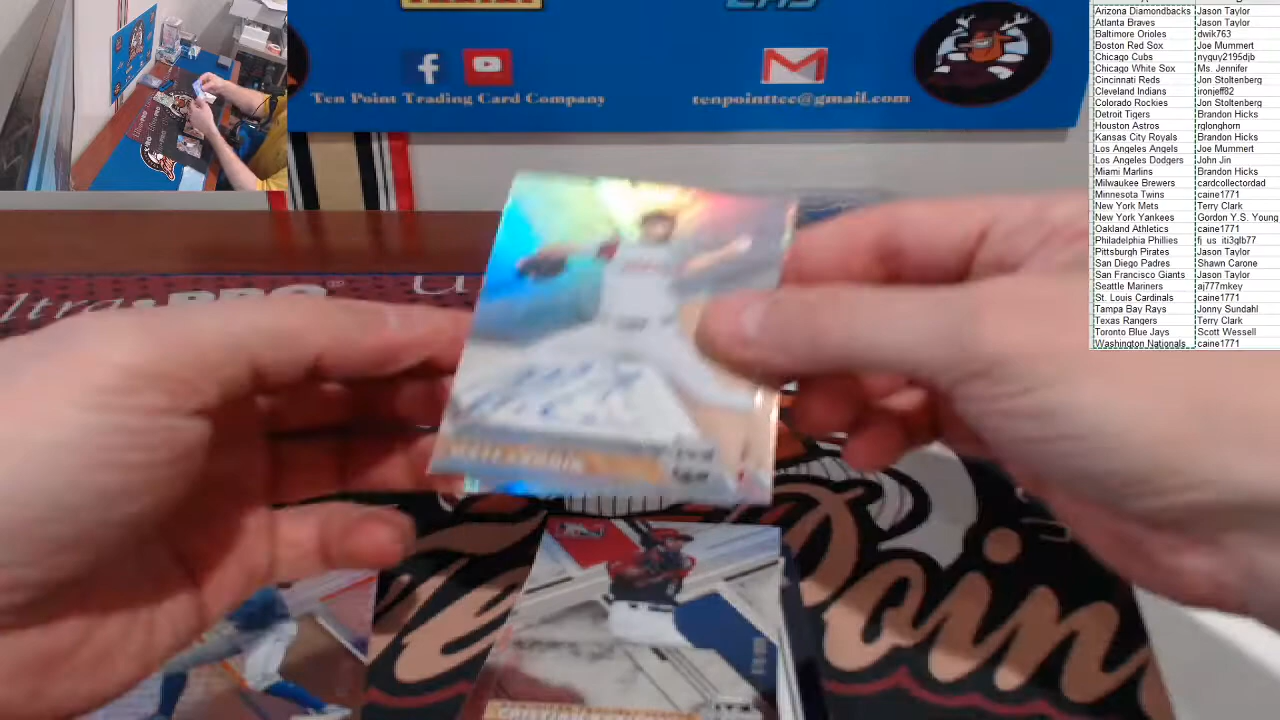 Ten Point Trading Card Company
tenpointtcc@gmail.com
Arizona Diamondbacks Jason Taylor
Atlanta Braves Jason Taylor
Baltimore Orioles dwik763
Boston Red Sox Joe Mummert
Chicago Cubs nyguy2195djb
Chicago White Sox Ms. Jennifer
Cincinnati Reds Jon Stoltenberg
Cleveland Indians ironjeff82
Colorado Rockies Jon Stoltenberg
Detroit Tigers Brandon Hicks
Houston Astros rglonghorn
Kansas City Royals Brandon Hicks
Los Angeles Angels Joe Mummert
Los Angeles Dodgers John Jin
Miami Marlins Brandon Hicks
Milwaukee Brewers cardcollectordad
Minnesota Twins caine1771
New York Mets Terry Clark
New York Yankees Gordon Y.S. Young
Oakland Athletics caine1771
Philadelphia Phillies fj_us_iti3glb77
Pittsburgh Pirates Jason Taylor
San Diego Padres Shawn Carone
San Francisco Giants Jason Taylor
Seattle Mariners aj777mkey
St. Louis Cardinals caine1771
Tampa Bay Rays Jonny Sundahl
Texas Rangers Terry Clark
Toronto Blue Jays Scott Wessell
Washington Nationals caine1771
Point